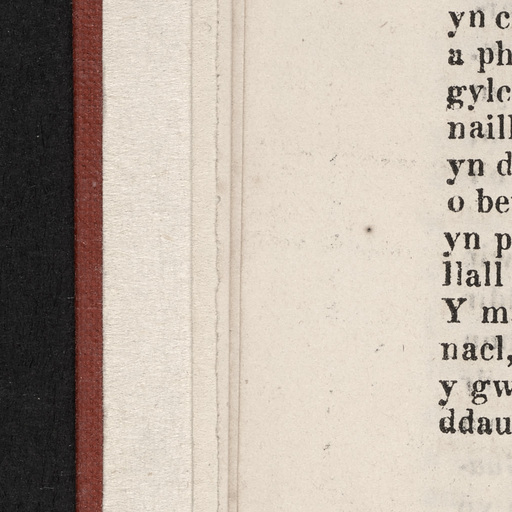 yn c
a ph
gylc
naill
yn d
o be
yn p
llall
Y m
nacl,
y gw
ddau